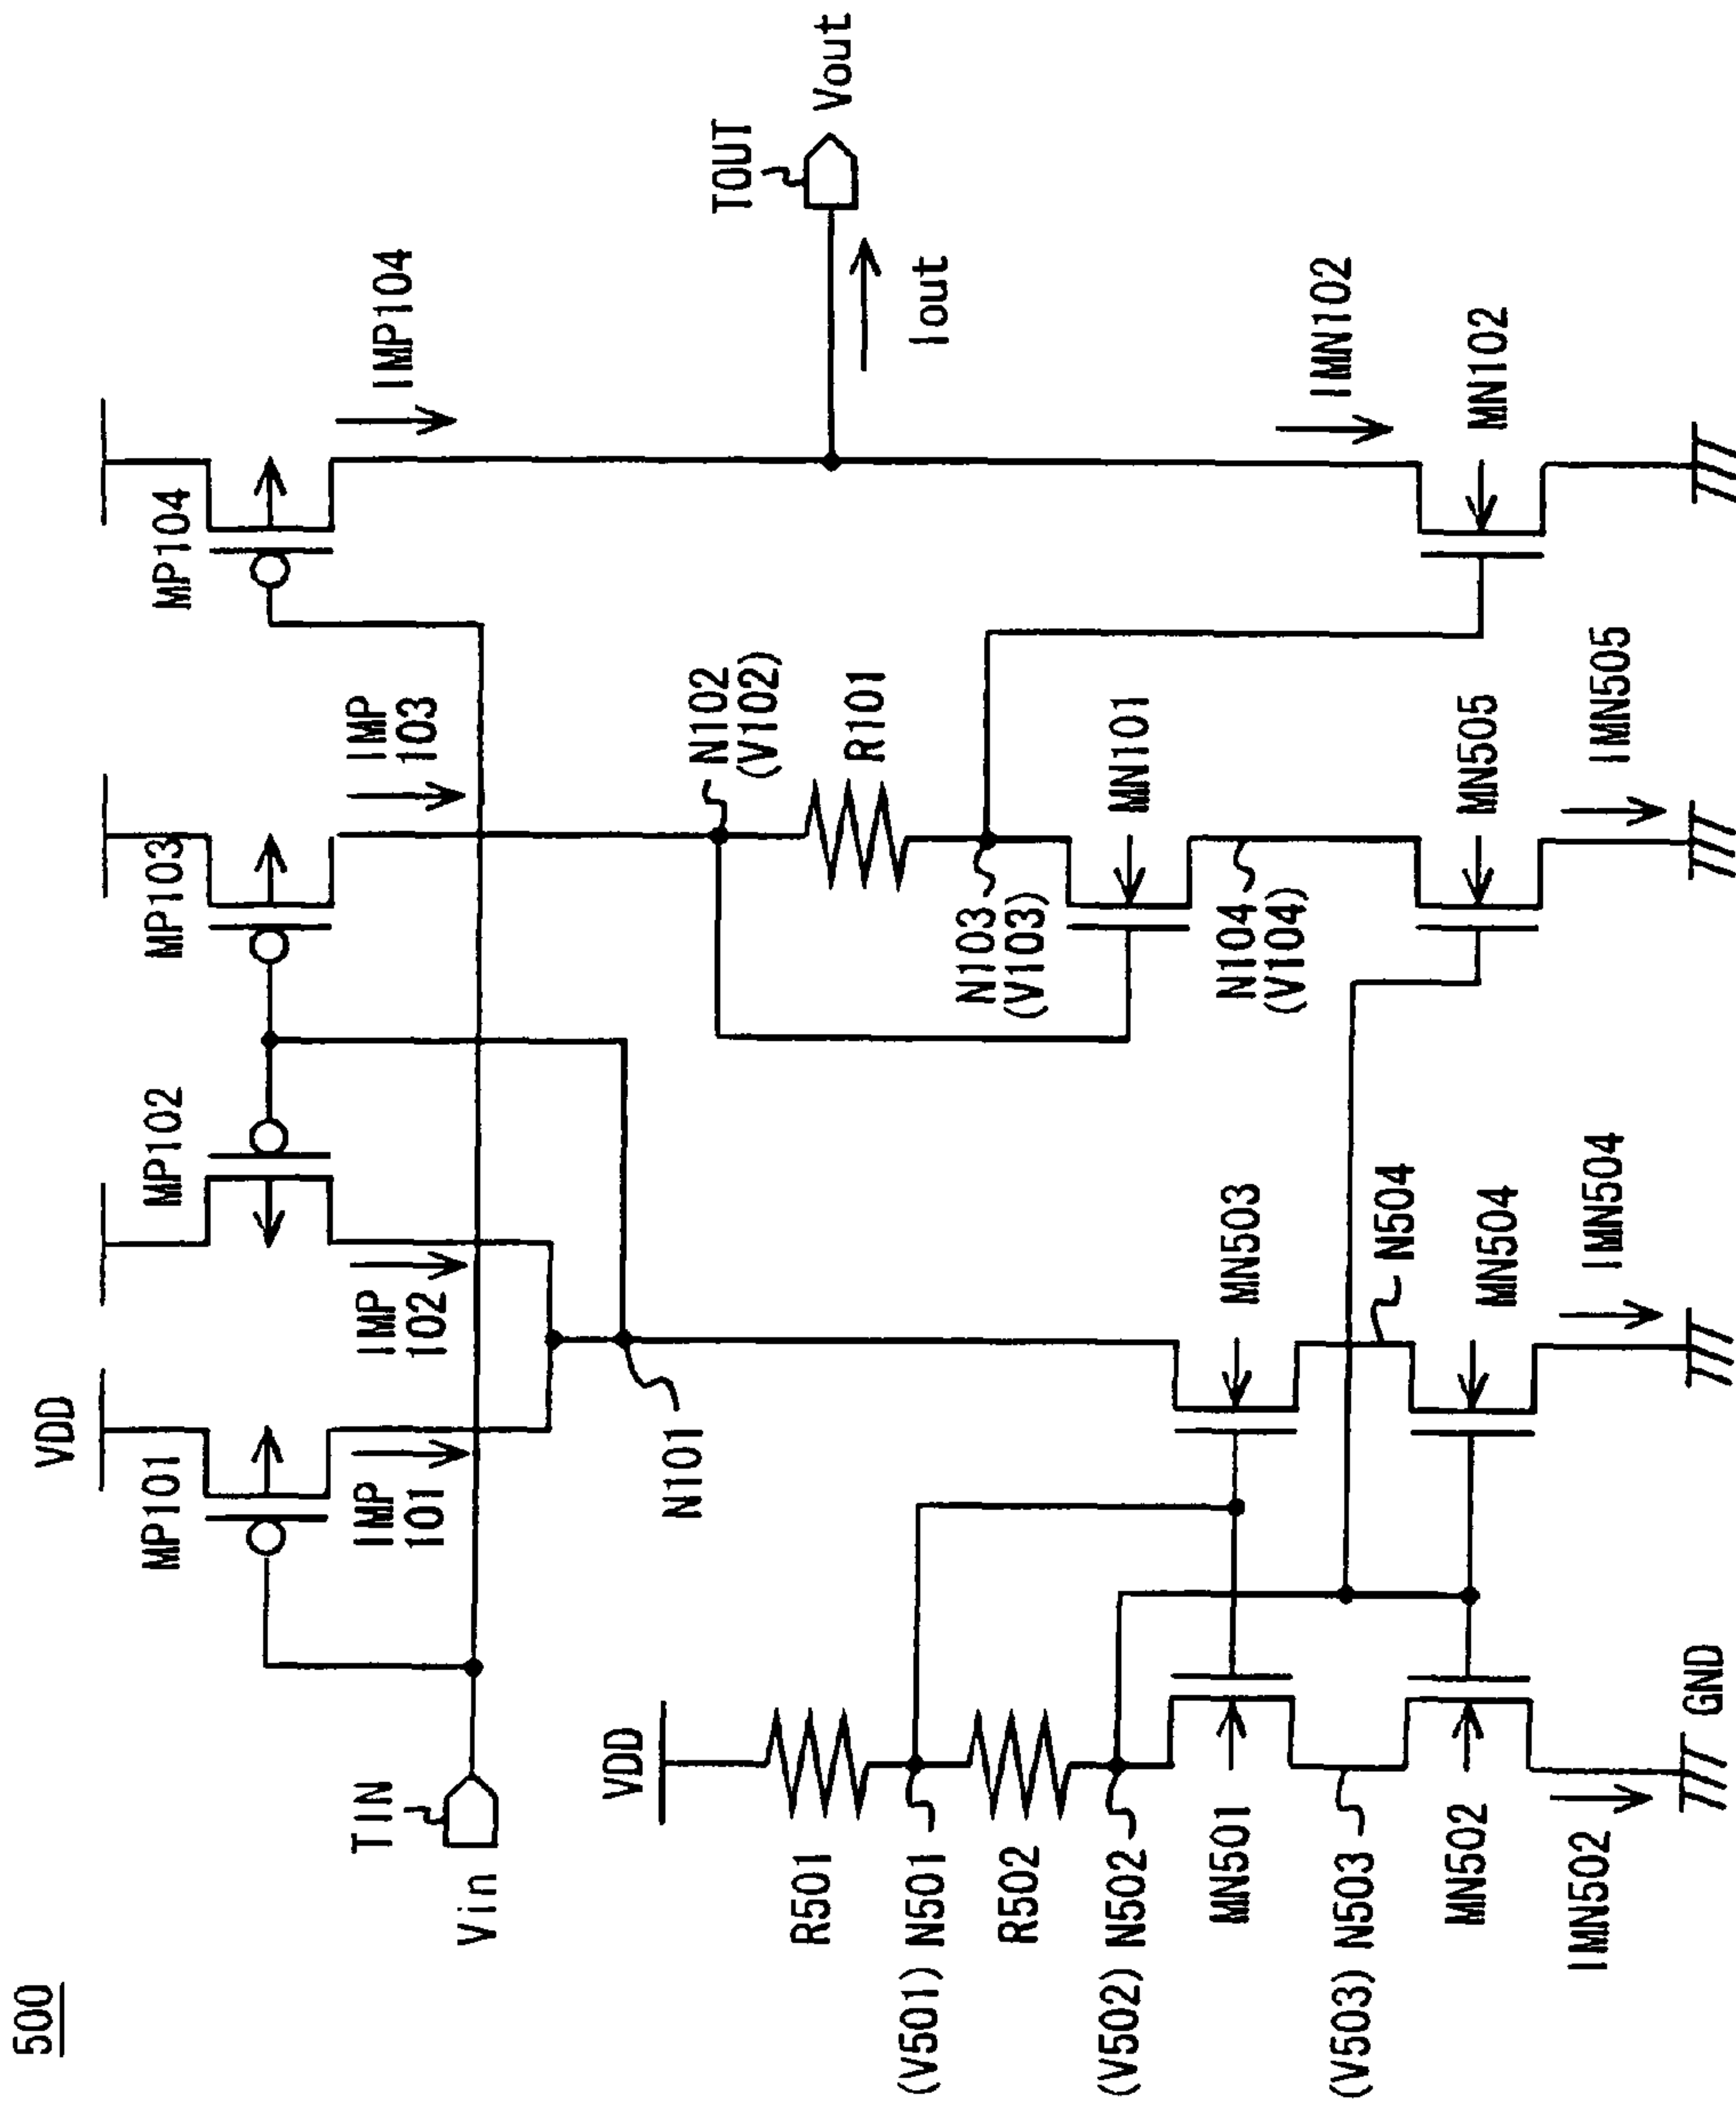 500
VDD
MP101
IMP
101
MP102
IMP
102
MP103
IMP
103
MP104
IMP104
TIN
Vin
N101
TOUT
Vout
Iout
VDD
R501
(V501) N501
R502
(V502) N502
MN501
(V503) N503
MN502
IMN502
GND
MN503
N504
MN504
IMN504
N102
(V102)
R101
N103
(V103)
MN101
N104
(V104)
MN505
IMN505
IMN102
MN102